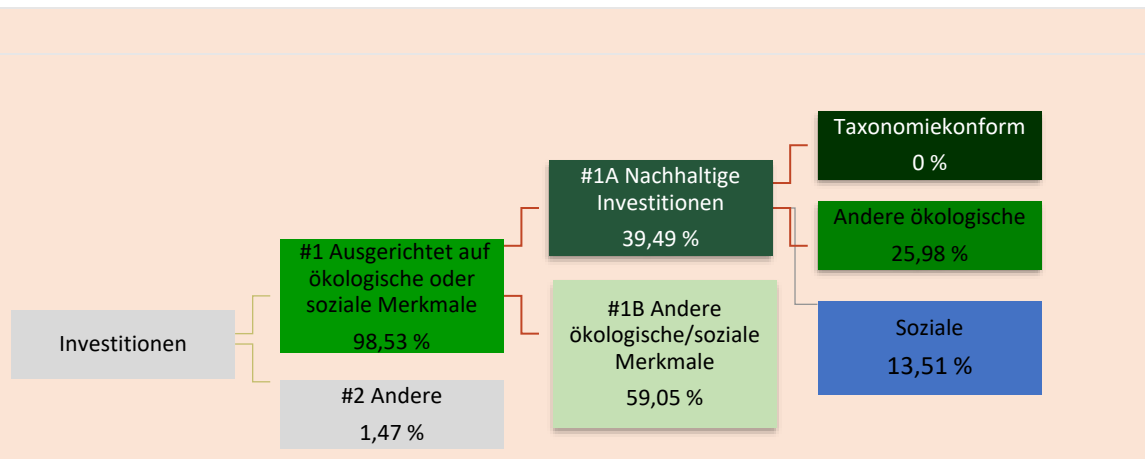 Investitionen
#1 Ausgerichtet auf
ökologische oder
soziale Merkmale
98,53 %
#2 Andere
1,47 %
#1A Nachhaltige
Investitionen
39,49 %
#1B Andere
ökologische/soziale
Merkmale
59,05 %
Taxonomiekonform
0 %
Andere ökologische
25,98 %
Soziale
13,51 %